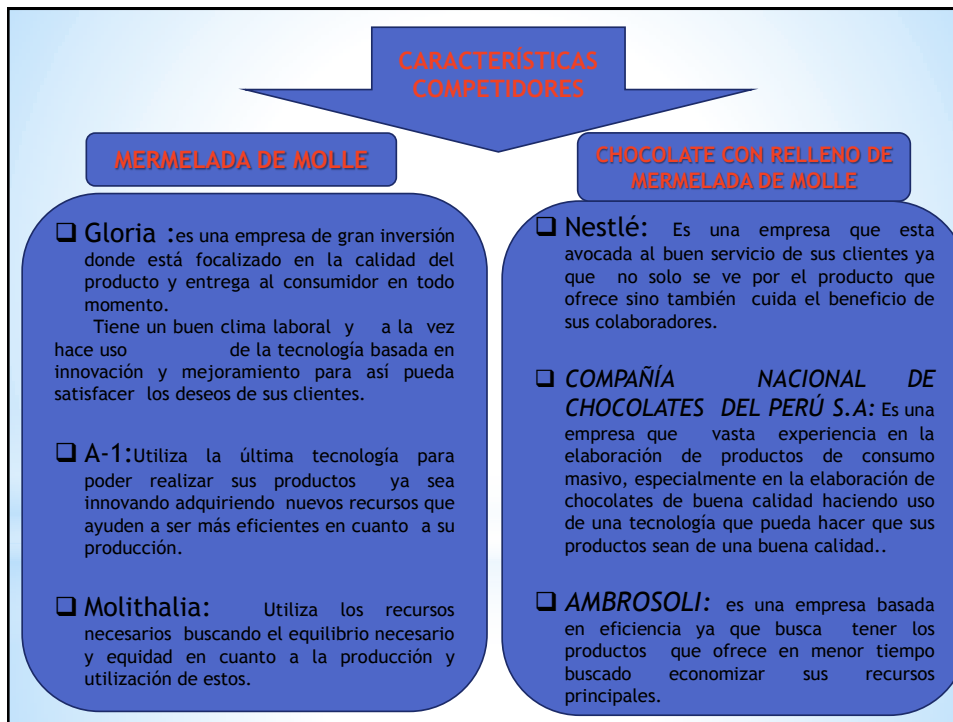 CARACTERÍSTICAS
COMPETIDORES
MERMELADA DE MOLLE
Gloria :es una empresa de gran inversión
donde está focalizado en la calidad del
producto y entrega al consumidor en todo
momento.
Tiene un buen clima laboral y a la vez
hace uso de la tecnología basada en
innovación y mejoramiento para así pueda
satisfacer los deseos de sus clientes.
A-1:Utiliza la última tecnología para
poder realizar sus productos ya sea
innovando adquiriendo nuevos recursos que
ayuden a ser más eficientes en cuanto a su
producción.
Molithalia: Utiliza los recursos
necesarios buscando el equilibrio necesario
y equidad en cuanto a la producción y
utilización de estos.
CHOCOLATE CON RELLENO DE
MERMELADA DE MOLLE
Nestlé: Es una empresa que esta
avocada al buen servicio de sus clientes ya
que no solo se ve por el producto que
ofrece sino también cuida el beneficio de
sus colaboradores.
COMPAÑÍA NACIONAL DE
CHOCOLATES DEL PERÚ S.A: Es una
empresa que vasta experiencia en la
elaboración de productos de consumo
masivo, especialmente en la elaboración de
chocolates de buena calidad haciendo uso
de una tecnología que pueda hacer que sus
productos sean de una buena calidad..
AMBROSOLI: es una empresa basada
en eficiencia ya que busca tener los
productos que ofrece en menor tiempo
buscado economizar sus recursos
principales.